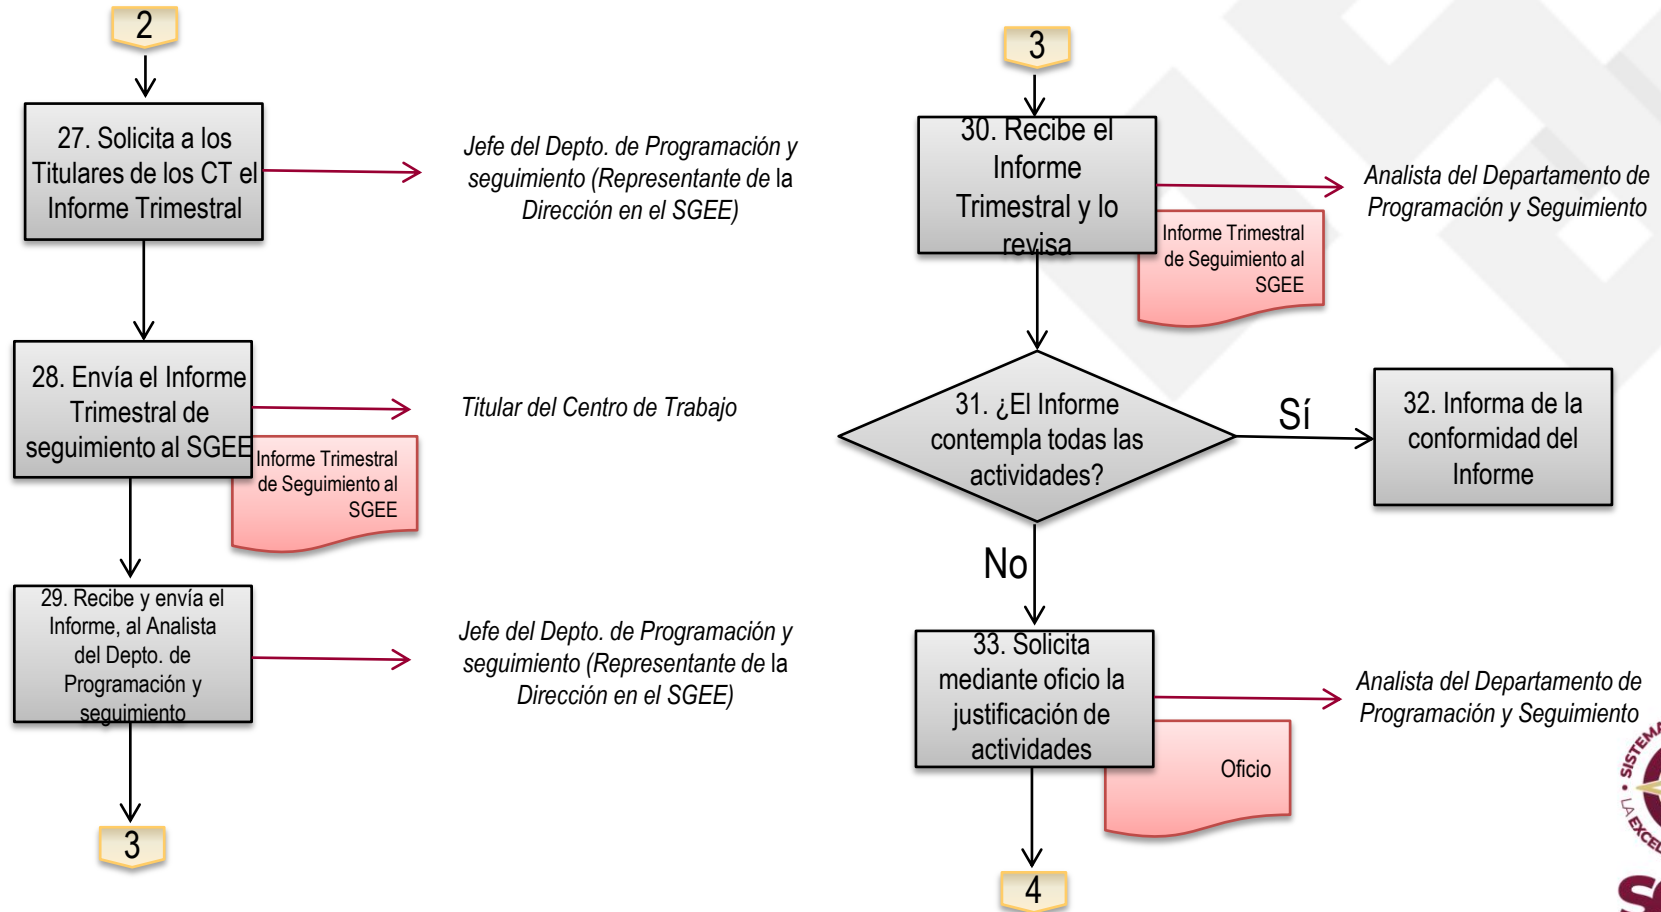 2
27. Solicita a los
Titulares de los CT el
Informe Trimestral
Jefe del Depto. de Programación y
seguimiento (Representante de la
Dirección en el SGEE)
28. Envía el Informe
Trimestral de
seguimiento al SGEE
Titular del Centro de Trabajo
Informe Trimestral
de Seguimiento al
SGEE
29. Recibe y envía el
Informe, al Analista
del Depto. de
Programación y
seguimiento
Jefe del Depto. de Programación y
seguimiento (Representante de la
Dirección en el SGEE)
3
3
30. Recibe el
Informe
Trimestral y lo
revisa
Analista del Departamento de
Programación y Seguimiento
Informe Trimestral
de Seguimiento al
SGEE
31. ¿El Informe
contempla todas las
actividades?
Sí
32. Informa de la
conformidad del
Informe
No
33. Solicita
mediante oficio la
justificación de
actividades
Analista del Departamento de
Programación y Seguimiento
Oficio
4